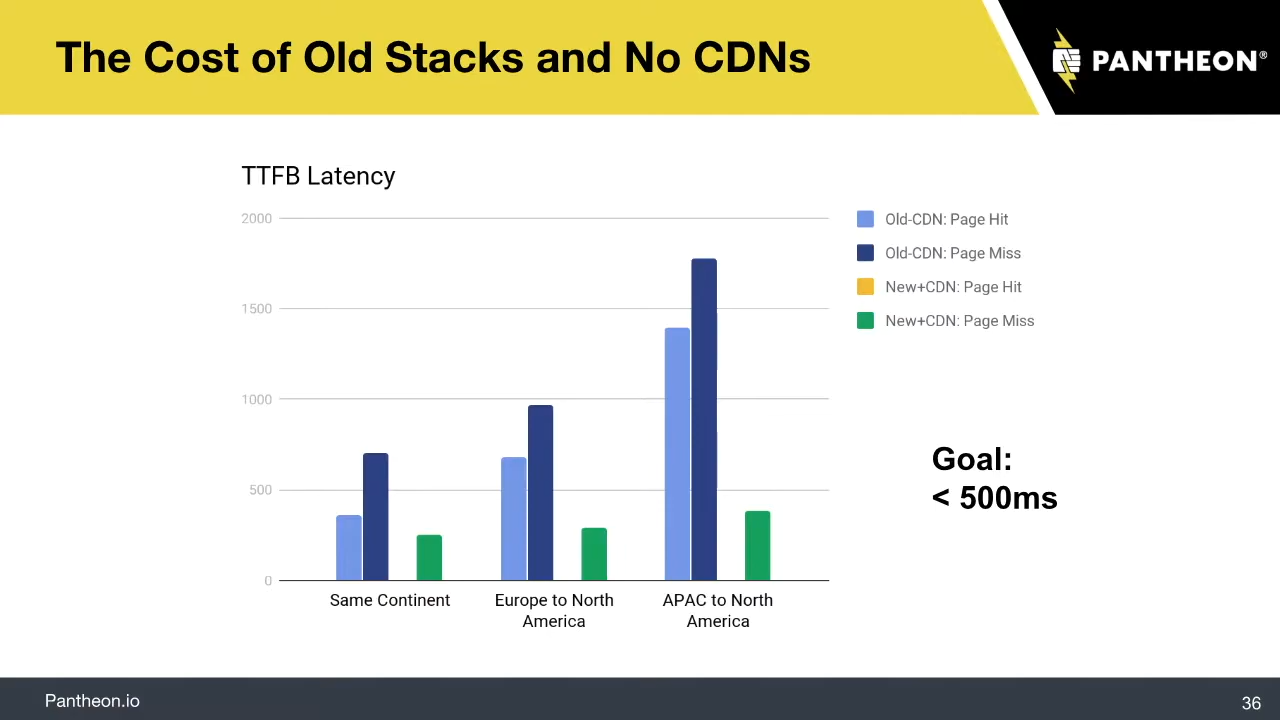 The Cost of Old Stacks and No CDNs
PANTHEON®
TTFB Latency
2000
1500
1000
500
0
Old-CDN: Page Hit
Old-CDN: Page Miss
New+CDN: Page Hit
New+CDN: Page Miss
Goal:
< 500ms
Same Continent
Europe to North
America
APAC to North
America
Pantheon.io
36